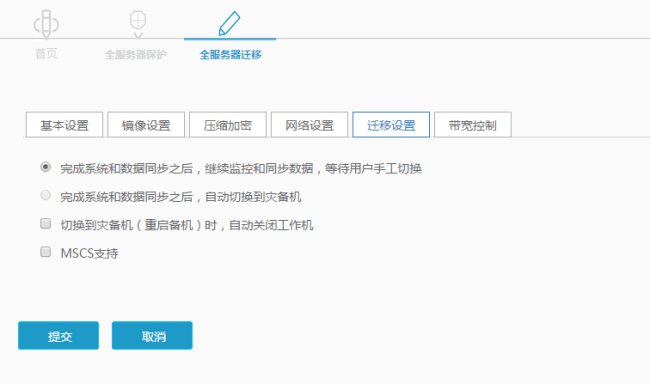 首页 全服务器保护 全服务器迁移
基本设置 镜像设置 压缩加密 网络设置 迁移设置 带宽控制
完成系统和数据同步之后，继续监控和同步数据，等待用户手工切换
完成系统和数据同步之后，自动切换到灾备机
切换到灾备机（重启备机）时，自动关闭工作机
MSCS支持
提交 取消